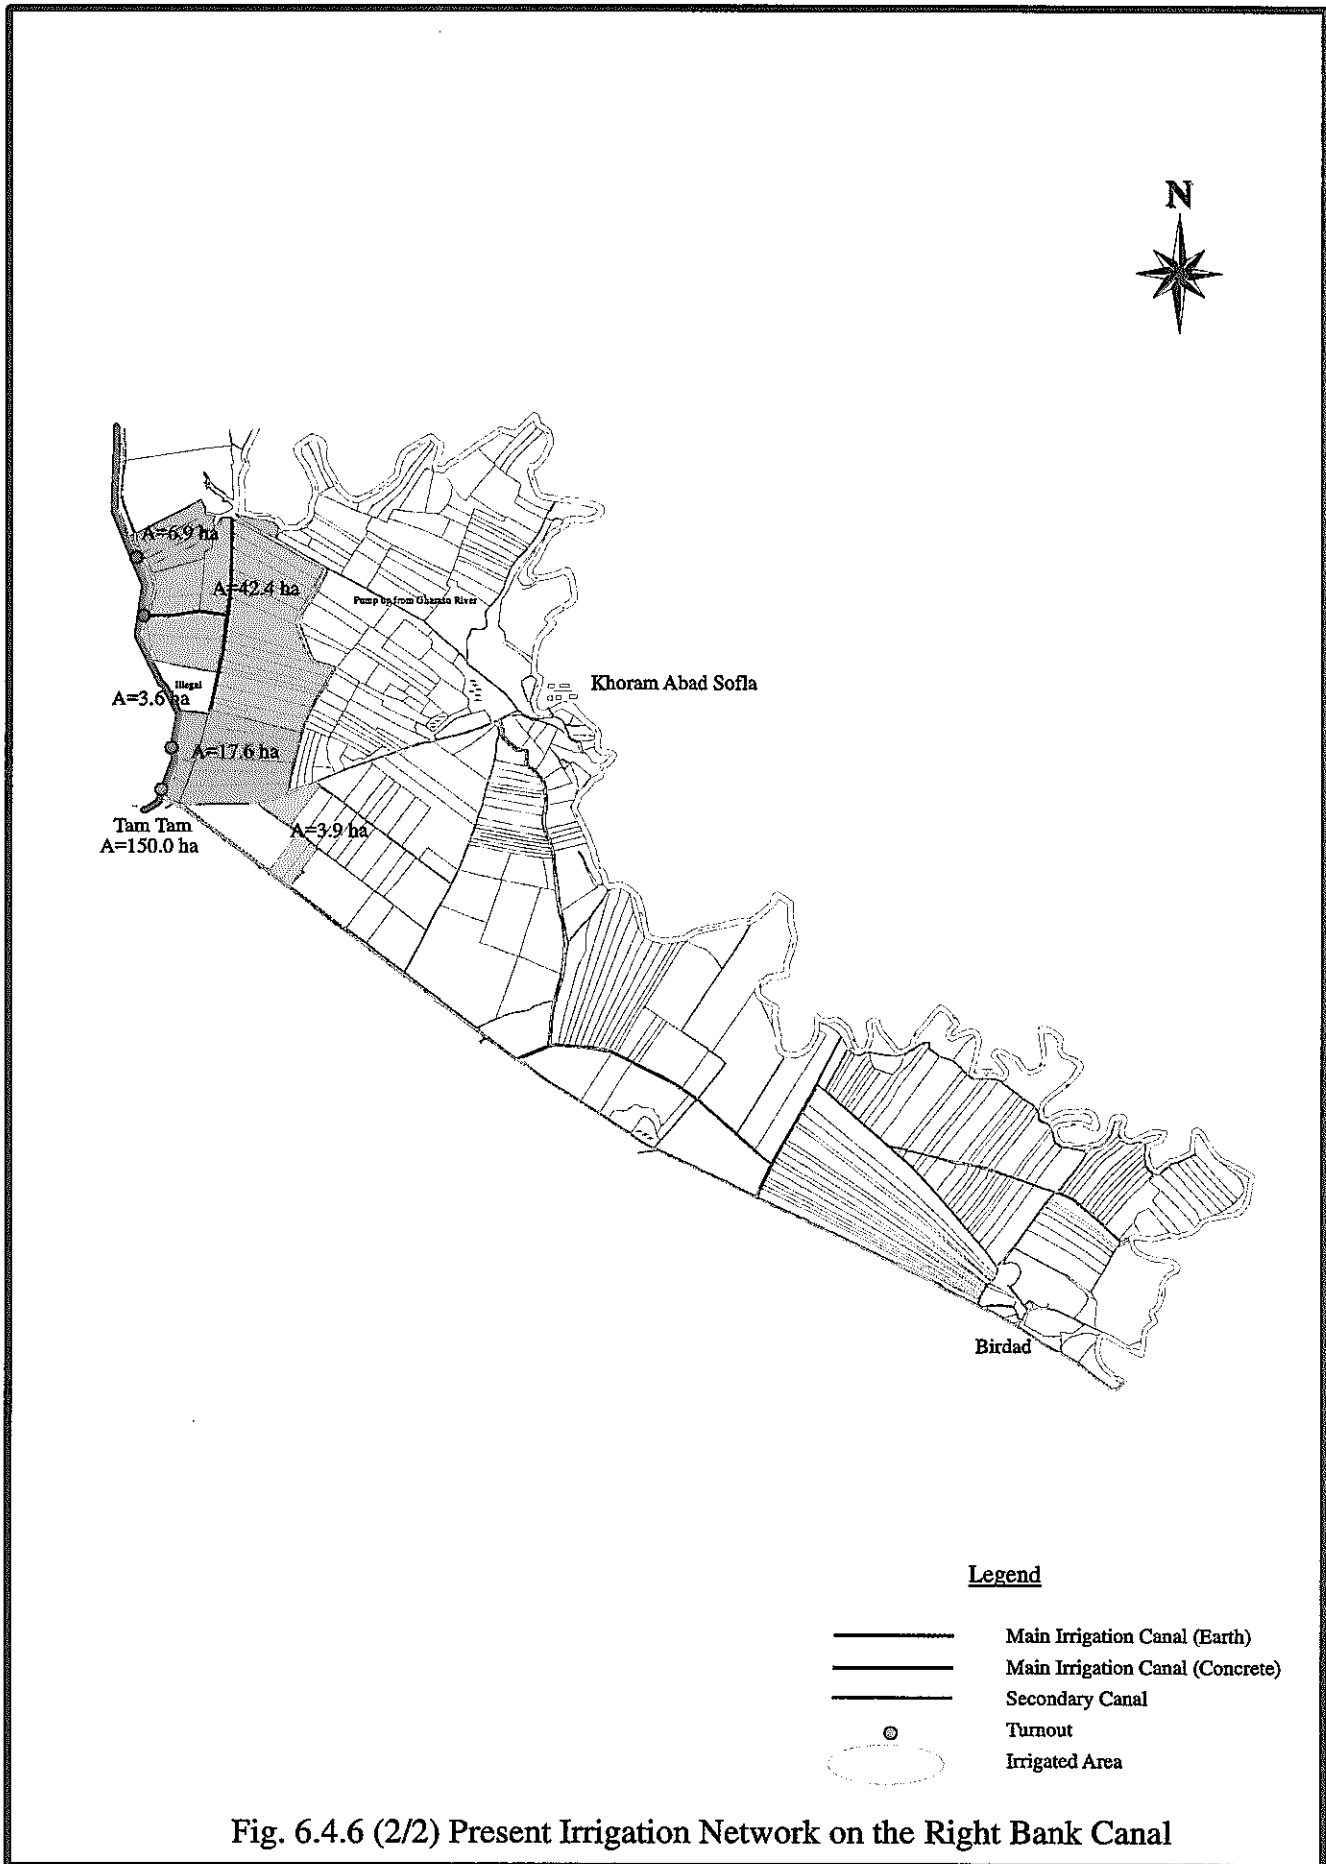 N
A=6.9 ha
A=42.4 ha
Pump up from Gharasu River
Illegal
Khoram Abad Sofla
A=3.6 ha
A=17.6 ha
Tam Tam
A=150.0 ha
A=3.9 ha
Birdad
Legend
Main Irrigation Canal (Earth)
Main Irrigation Canal (Concrete)
Secondary Canal
Turnout
Irrigated Area
Fig. 6.4.6 (2/2) Present Irrigation Network on the Right Bank Canal